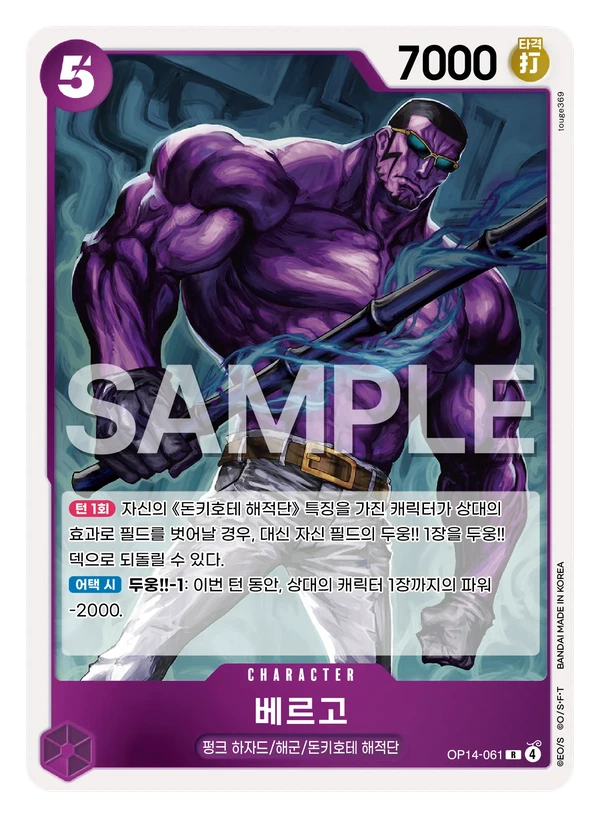 5
7000
타격
打
touge369
SAMPLE
턴 1회 자신의 《돈키호테 해적단》 특징을 가진 캐릭터가 상대의
효과로 필드를 벗어날 경우, 대신 자신 필드의 두웅!! 1장을 두웅!!
덱으로 되돌릴 수 있다.
어택 시 두웅!!-1: 이번 턴 동안, 상대의 캐릭터 1장까지의 파워
-2000.
CHARACTER
베르고
펑크 하자드/해군/돈키호테 해적단
OP14-061 R 4
©EO/S ©O/S·F·T BANDAI MADE IN KOREA